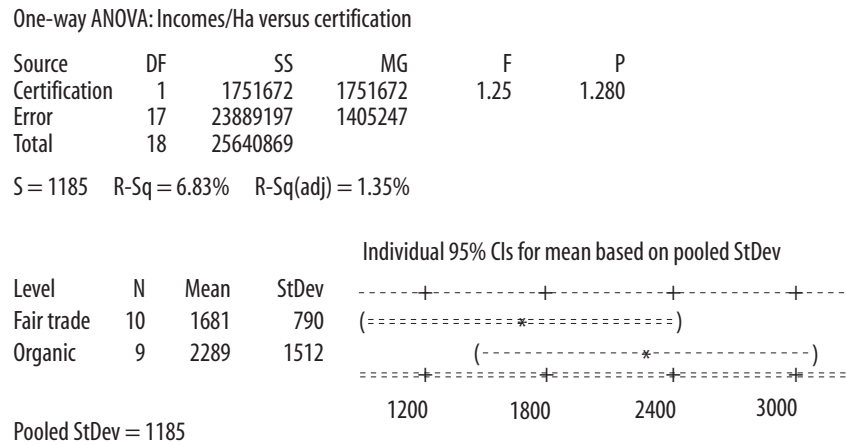 One-way ANOVA: Incomes/Ha versus certification
Source DF SS MG F P
Certification 1 1751672 1751672 1.25 1.280
Error 17 23889197 1405247
Total 18 25640869
S = 1185 R-Sq = 6.83% R-Sq(adj) = 1.35%
Individual 95% CIs for mean based on pooled StDev
Level N Mean StDev ------+---------+---------+---------+----
Fair trade 10 1681 790 (============*============)
Organic 9 2289 1512 (-------------*-------------)
======+=========+=========+=========+====
1200 1800 2400 3000
Pooled StDev = 1185